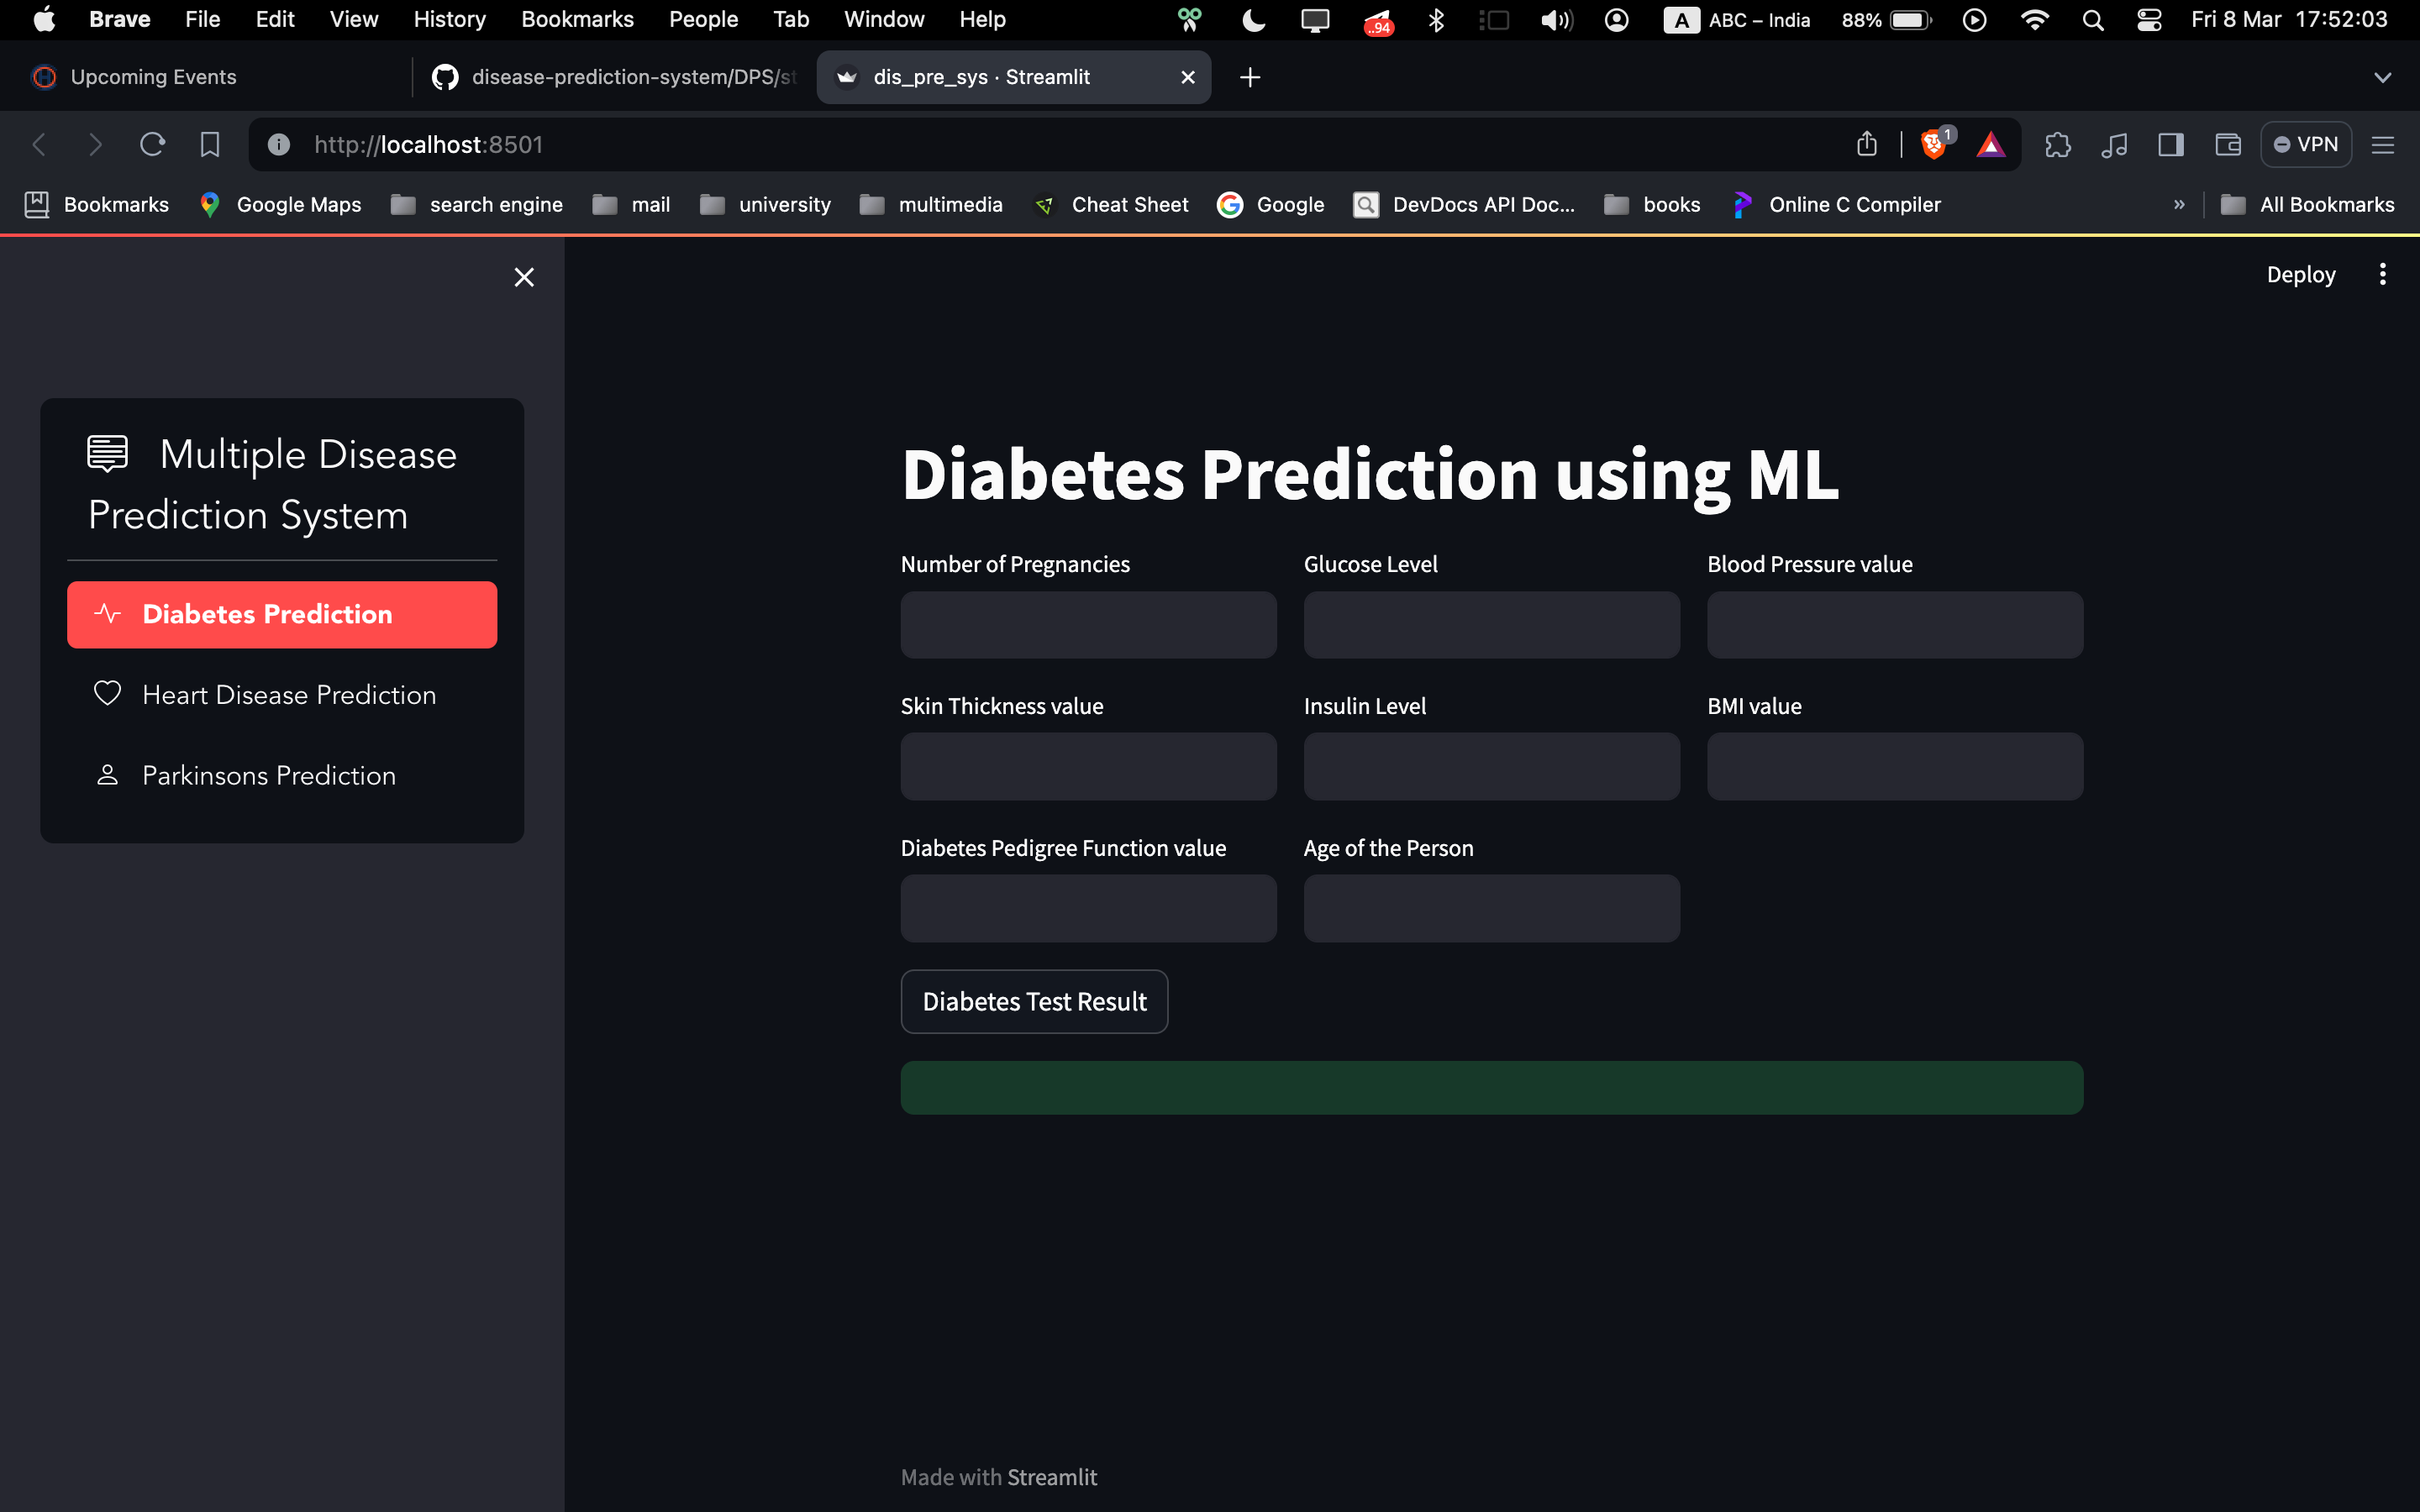 Brave File Edit View History Bookmarks People Tab Window Help ..94 A ABC – India 88% Fri 8 Mar 17:52:03
Upcoming Events disease-prediction-system/DPS/st dis_pre_sys · Streamlit
http://localhost:8501 1 VPN
Bookmarks Google Maps search engine mail university multimedia Cheat Sheet Google DevDocs API Doc... books Online C Compiler » All Bookmarks
Deploy
Multiple Disease
Prediction System
Diabetes Prediction
Heart Disease Prediction
Parkinsons Prediction
Diabetes Prediction using ML
Number of Pregnancies Glucose Level Blood Pressure value
Skin Thickness value Insulin Level BMI value
Diabetes Pedigree Function value Age of the Person
Diabetes Test Result
Made with Streamlit